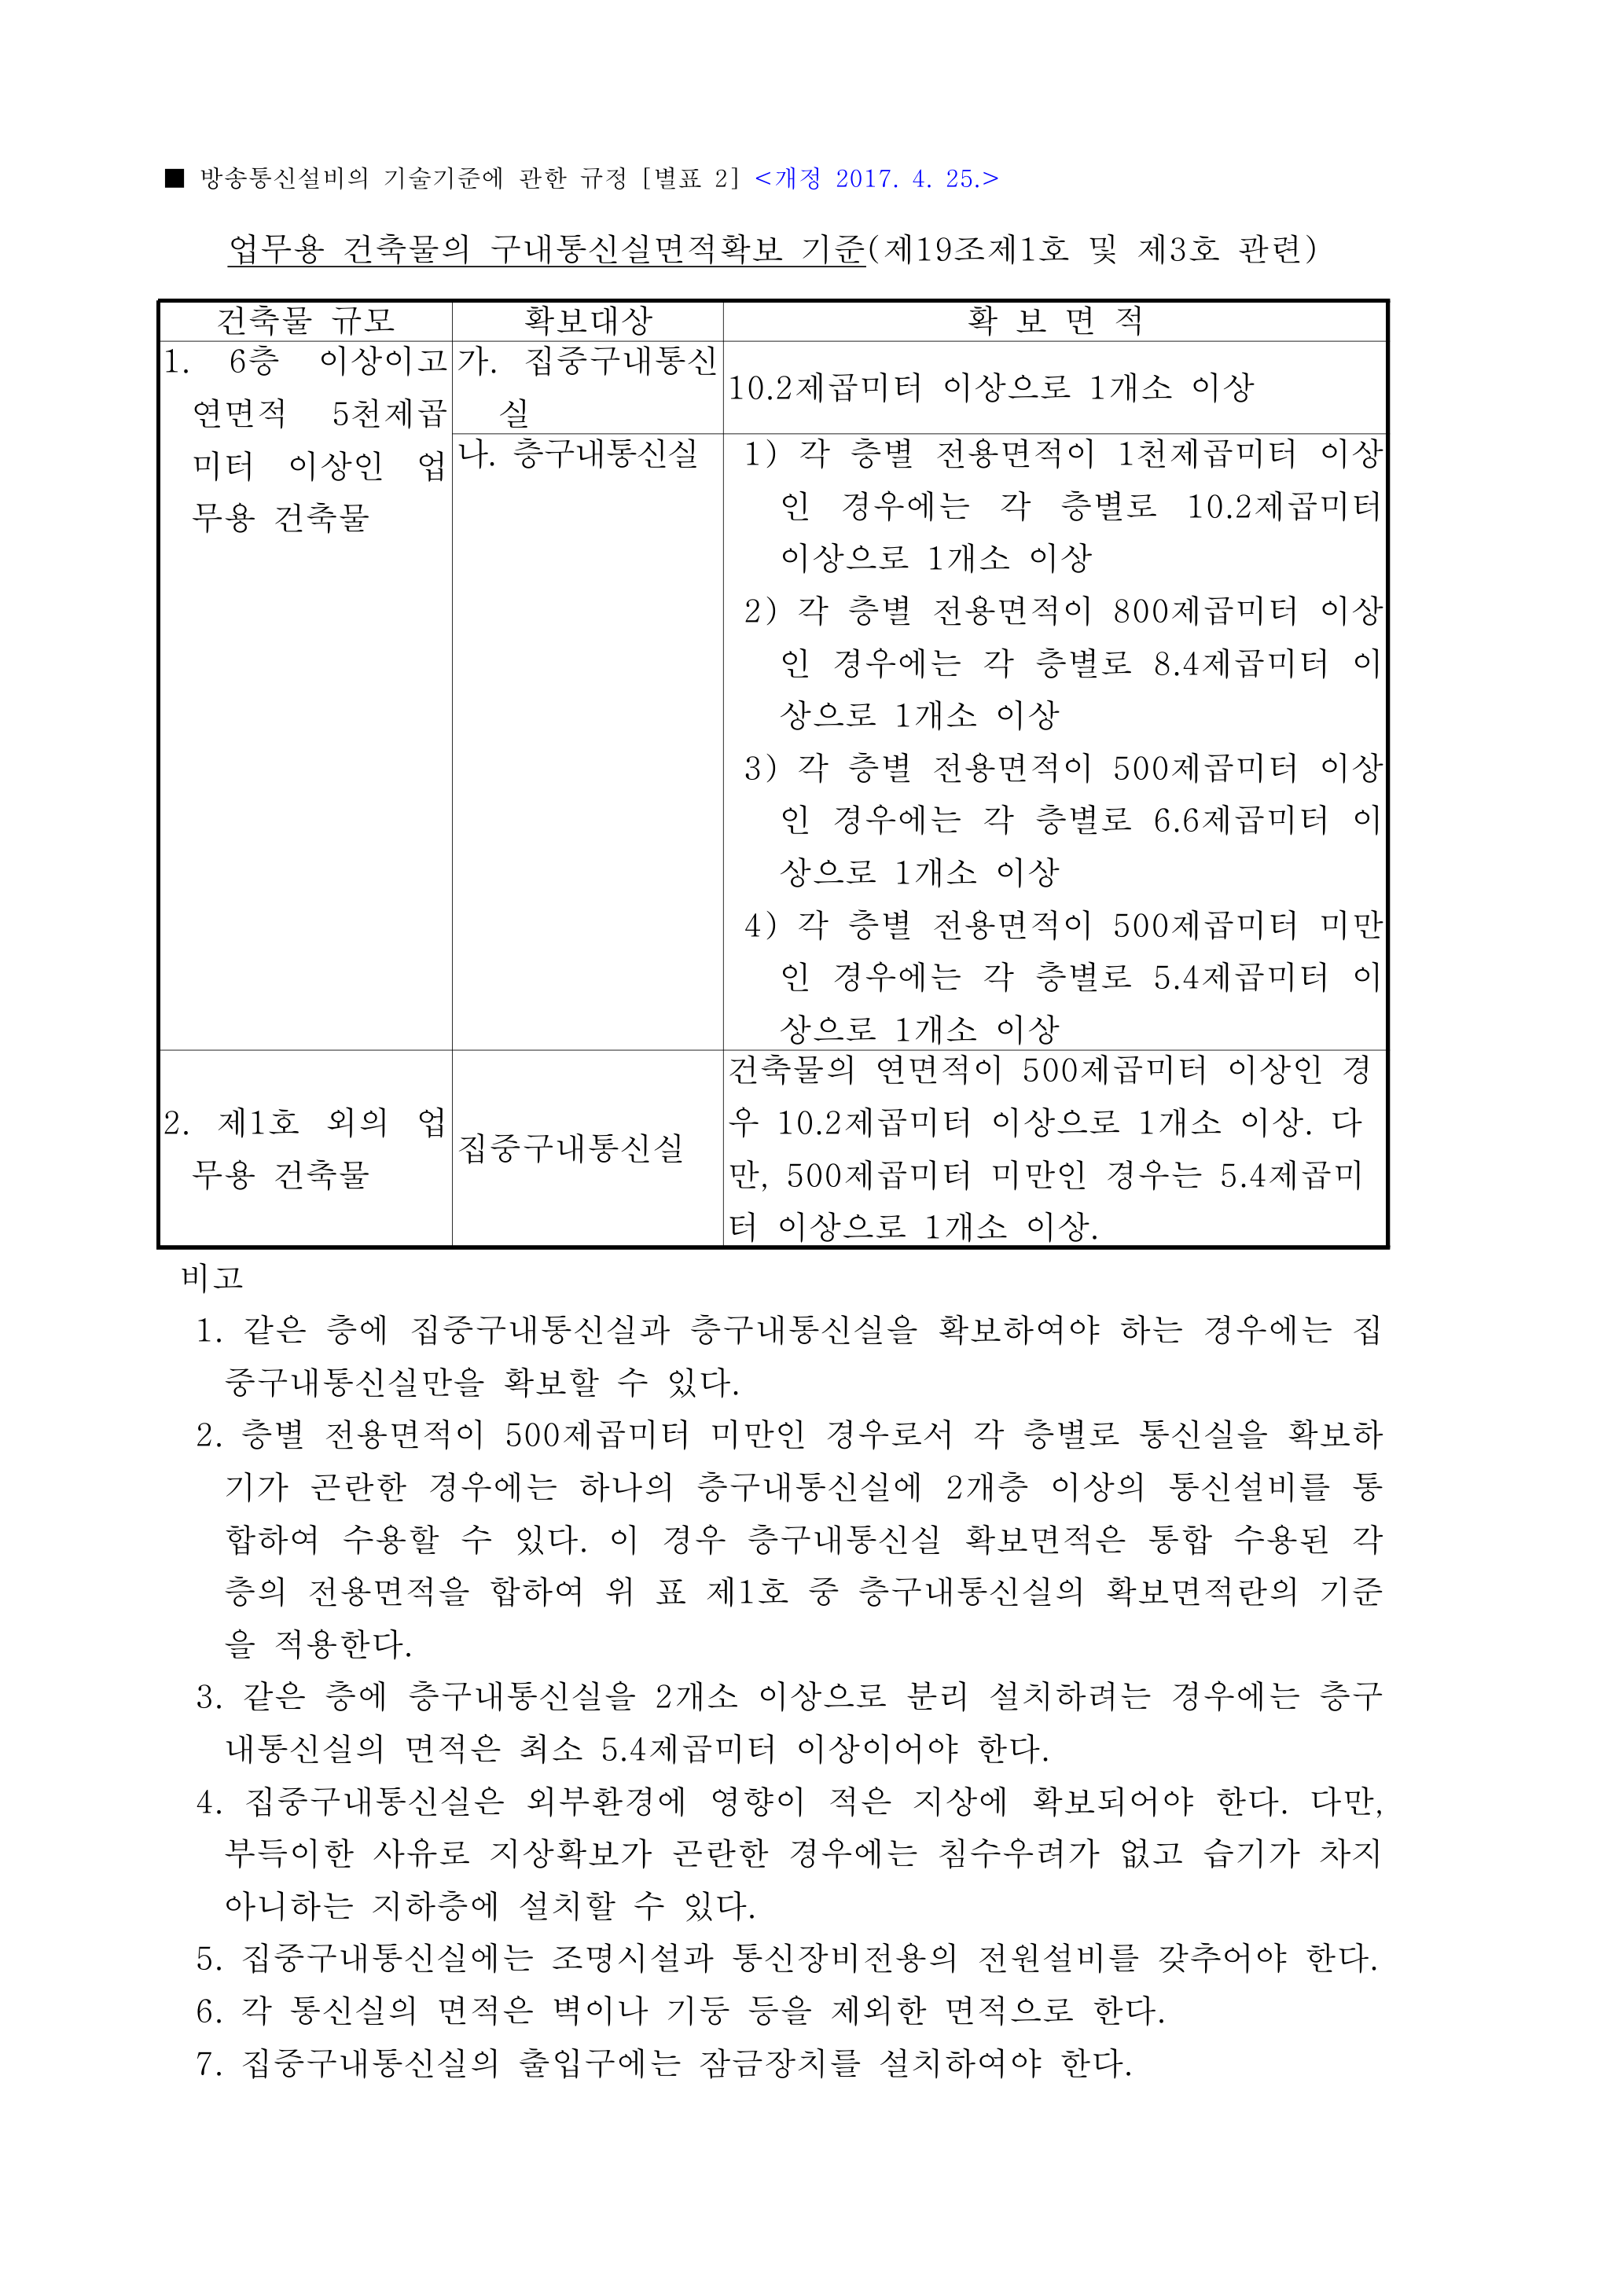 ■ 방송통신설비의 기술기준에 관한 규정 [별표 2] <개정 2017. 4. 25.>
업무용 건축물의 구내통신실면적확보 기준(제19조제1호 및 제3호 관련)
건축물 규모 확보대상 확 보 면 적
1. 6층 이상이고
연면적 5천제곱
미터 이상인 업
무용 건축물
가. 집중구내통신
실
10.2제곱미터 이상으로 1개소 이상
나. 층구내통신실
1) 각 층별 전용면적이 1천제곱미터 이상
인 경우에는 각 층별로 10.2제곱미터
이상으로 1개소 이상
2) 각 층별 전용면적이 800제곱미터 이상
인 경우에는 각 층별로 8.4제곱미터 이
상으로 1개소 이상
3) 각 층별 전용면적이 500제곱미터 이상
인 경우에는 각 층별로 6.6제곱미터 이
상으로 1개소 이상
4) 각 층별 전용면적이 500제곱미터 미만
인 경우에는 각 층별로 5.4제곱미터 이
상으로 1개소 이상
2. 제1호 외의 업
무용 건축물
집중구내통신실
건축물의 연면적이 500제곱미터 이상인 경
우 10.2제곱미터 이상으로 1개소 이상. 다
만, 500제곱미터 미만인 경우는 5.4제곱미
터 이상으로 1개소 이상.
비고
1. 같은 층에 집중구내통신실과 층구내통신실을 확보하여야 하는 경우에는 집
중구내통신실만을 확보할 수 있다.
2. 층별 전용면적이 500제곱미터 미만인 경우로서 각 층별로 통신실을 확보하
기가 곤란한 경우에는 하나의 층구내통신실에 2개층 이상의 통신설비를 통
합하여 수용할 수 있다. 이 경우 층구내통신실 확보면적은 통합 수용된 각
층의 전용면적을 합하여 위 표 제1호 중 층구내통신실의 확보면적란의 기준
을 적용한다.
3. 같은 층에 층구내통신실을 2개소 이상으로 분리 설치하려는 경우에는 층구
내통신실의 면적은 최소 5.4제곱미터 이상이어야 한다.
4. 집중구내통신실은 외부환경에 영향이 적은 지상에 확보되어야 한다. 다만,
부득이한 사유로 지상확보가 곤란한 경우에는 침수우려가 없고 습기가 차지
아니하는 지하층에 설치할 수 있다.
5. 집중구내통신실에는 조명시설과 통신장비전용의 전원설비를 갖추어야 한다.
6. 각 통신실의 면적은 벽이나 기둥 등을 제외한 면적으로 한다.
7. 집중구내통신실의 출입구에는 잠금장치를 설치하여야 한다.